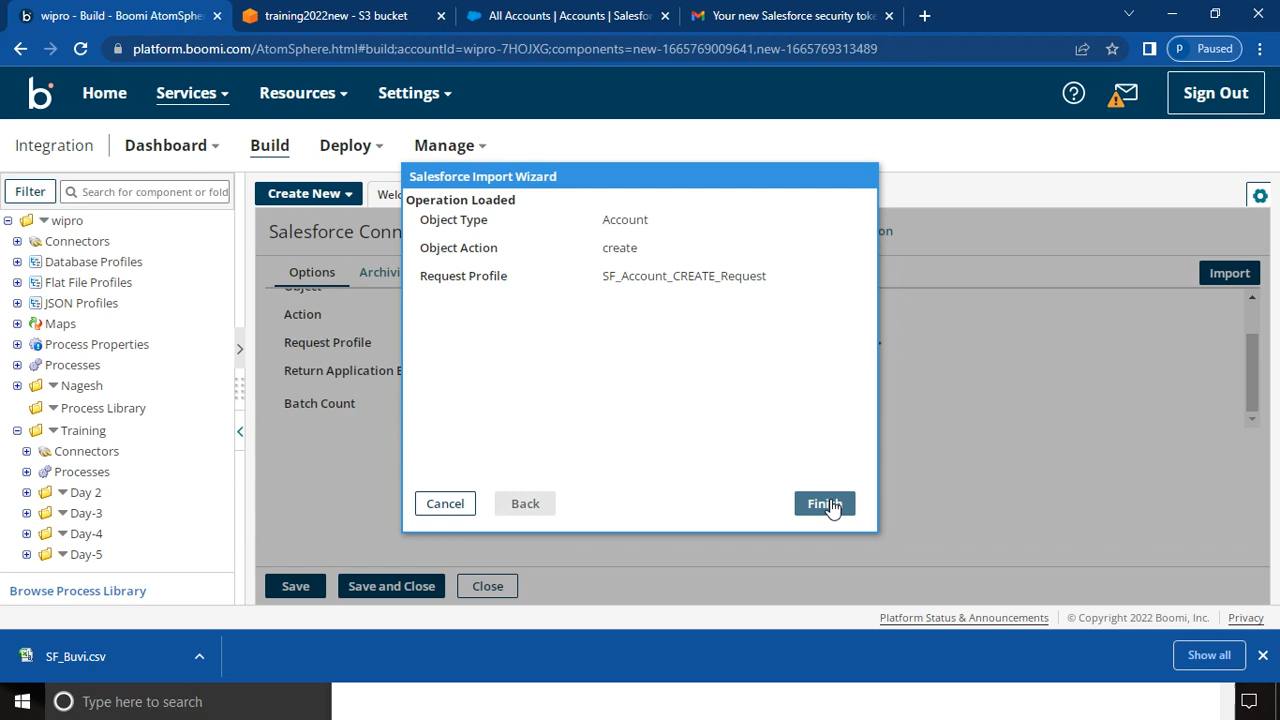 wipro - Build - Boomi AtomSphe
training2022new - S3 bucket
All Accounts | Accounts | Salesfor
Your new Salesforce security toke
platform.boomi.com/AtomSphere.html#build;accountId=wipro-7HOJXG;components=new-1665769009641,new-1665769313489
P Paused
b Home Services Resources Settings Sign Out
Integration Dashboard Build Deploy Manage
Filter Search for component or fold
Create New
Salesforce Import Wizard
Operation Loaded
Object Type Account
Object Action create
Request Profile SF_Account_CREATE_Request
Cancel Back Finish
Salesforce Conn
Options Archivi Import
Action
Request Profile
Return Application E
Batch Count
Save Save and Close Close
wipro
Connectors
Database Profiles
Flat File Profiles
JSON Profiles
Maps
Process Properties
Processes
Nagesh
Process Library
Training
Connectors
Processes
Day 2
Day-3
Day-4
Day-5
Browse Process Library
Platform Status & Announcements © Copyright 2022 Boomi, Inc. Privacy
SF_Buvi.csv Show all
Type here to search